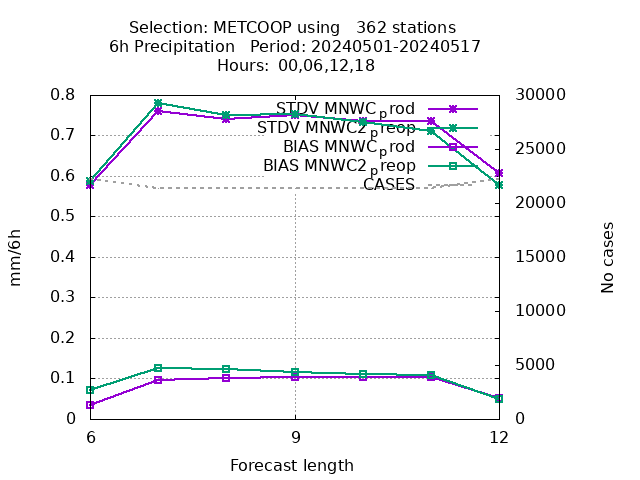 Selection: METCOOP using 362 stations
6h Precipitation Period: 20240501-20240517
Hours: 00,06,12,18
STDV MNWC_prod
STDV MNWC2_preop
BIAS MNWC_prod
BIAS MNWC2_preop
CASES
0.8
0.7
0.6
0.5
0.4
0.3
0.2
0.1
0
mm/6h
30000
25000
20000
15000
10000
5000
0
No cases
6 9 12
Forecast length